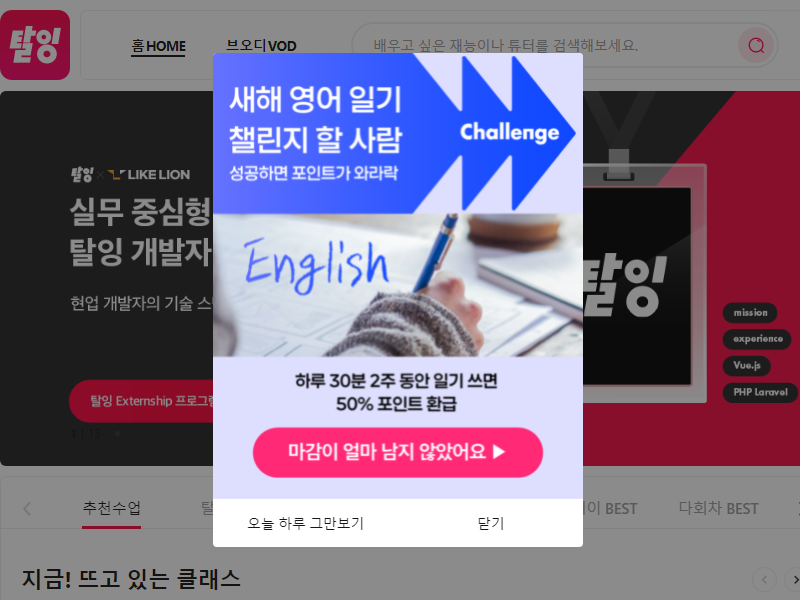 탈잉
홈HOME
브오디VOD
배우고 싶은 재능이나 튜터를 검색해보세요.
탈잉 × LIKE LION
실무 중심형
탈잉 개발자
현업 개발자의 기술
탈잉 Externship
탈잉
mission
experience
Vue.js
PHP Laravel
새해 영어 일기
챌린지 할 사람
성공하면 포인트가 와라락
Challenge
English
하루 30분 2주 동안 일기 쓰면
50% 포인트 환급
마감이 얼마 남지 않았어요 ▶
오늘 하루 그만보기
닫기
추천수업
BEST
다회차 BEST
지금! 뜨고 있는 클래스